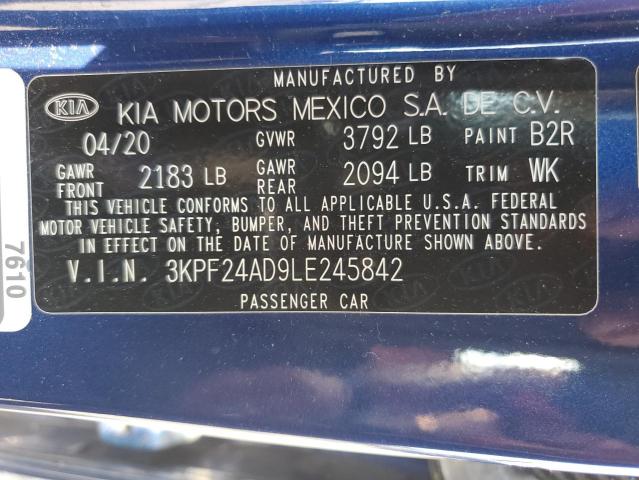 MANUFACTURED BY
KIA KIA MOTORS MEXICO S.A. DE C.V.
04/20 GVWR 3792 LB PAINT B2R
GAWR FRONT 2183 LB GAWR REAR 2094 LB TRIM WK
THIS VEHICLE CONFORMS TO ALL APPLICABLE U.S.A. FEDERAL
MOTOR VEHICLE SAFETY, BUMPER, AND THEFT PREVENTION STANDARDS
IN EFFECT ON THE DATE OF MANUFACTURE SHOWN ABOVE.
V.I.N. 3KPF24AD9LE245842
PASSENGER CAR
7610